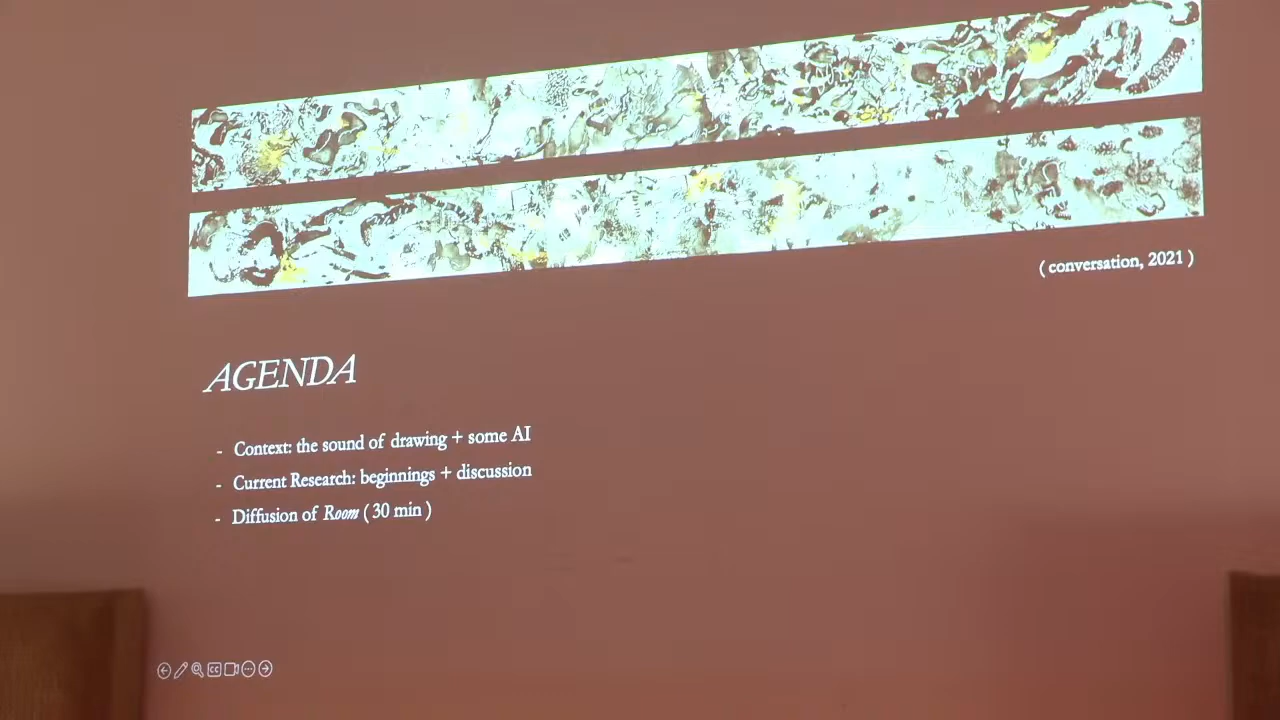 ( conversation, 2021 )
AGENDA
- Context: the sound of drawing + some AI
- Current Research: beginnings + discussion
- Diffusion of Room ( 30 min )
CC